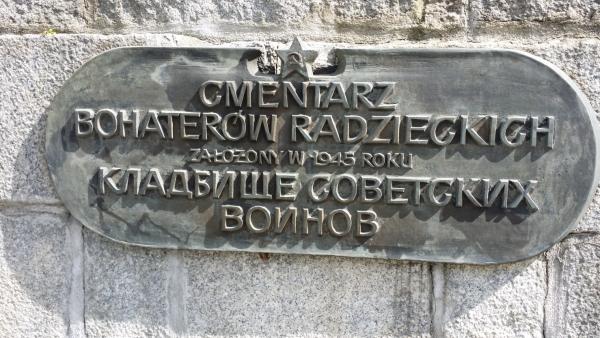 CMENTARZ
BOHATERÓW RADZIECKICH
ZAŁOŻONY W 1945 ROKU
КЛАДБИЩЕ СОВЕТСКИХ
ВОИНОВ